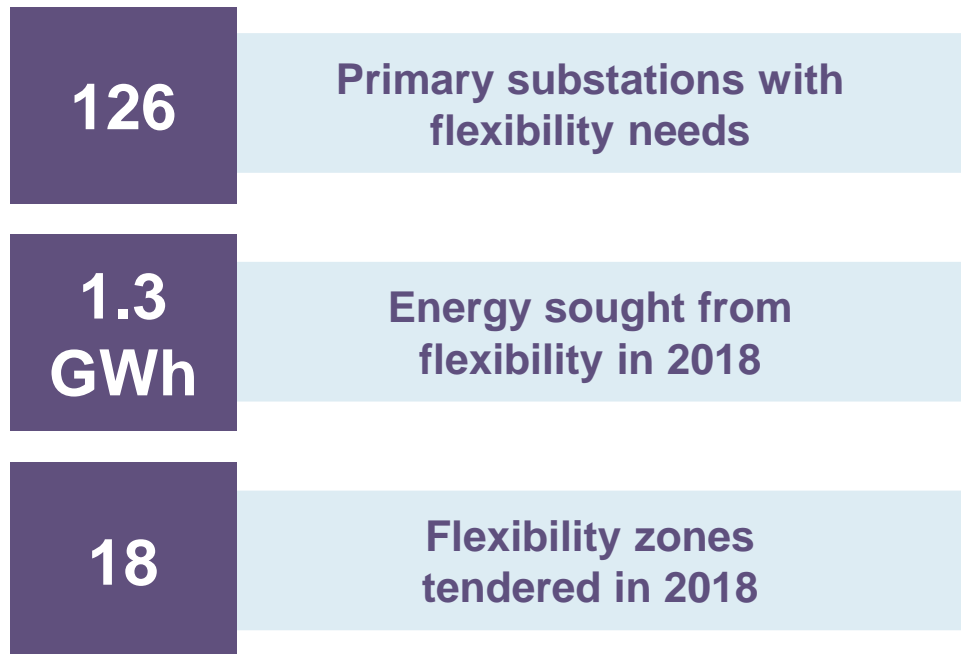 126
Primary substations with
flexibility needs
1.3
GWh
Energy sought from
flexibility in 2018
18
Flexibility zones
tendered in 2018